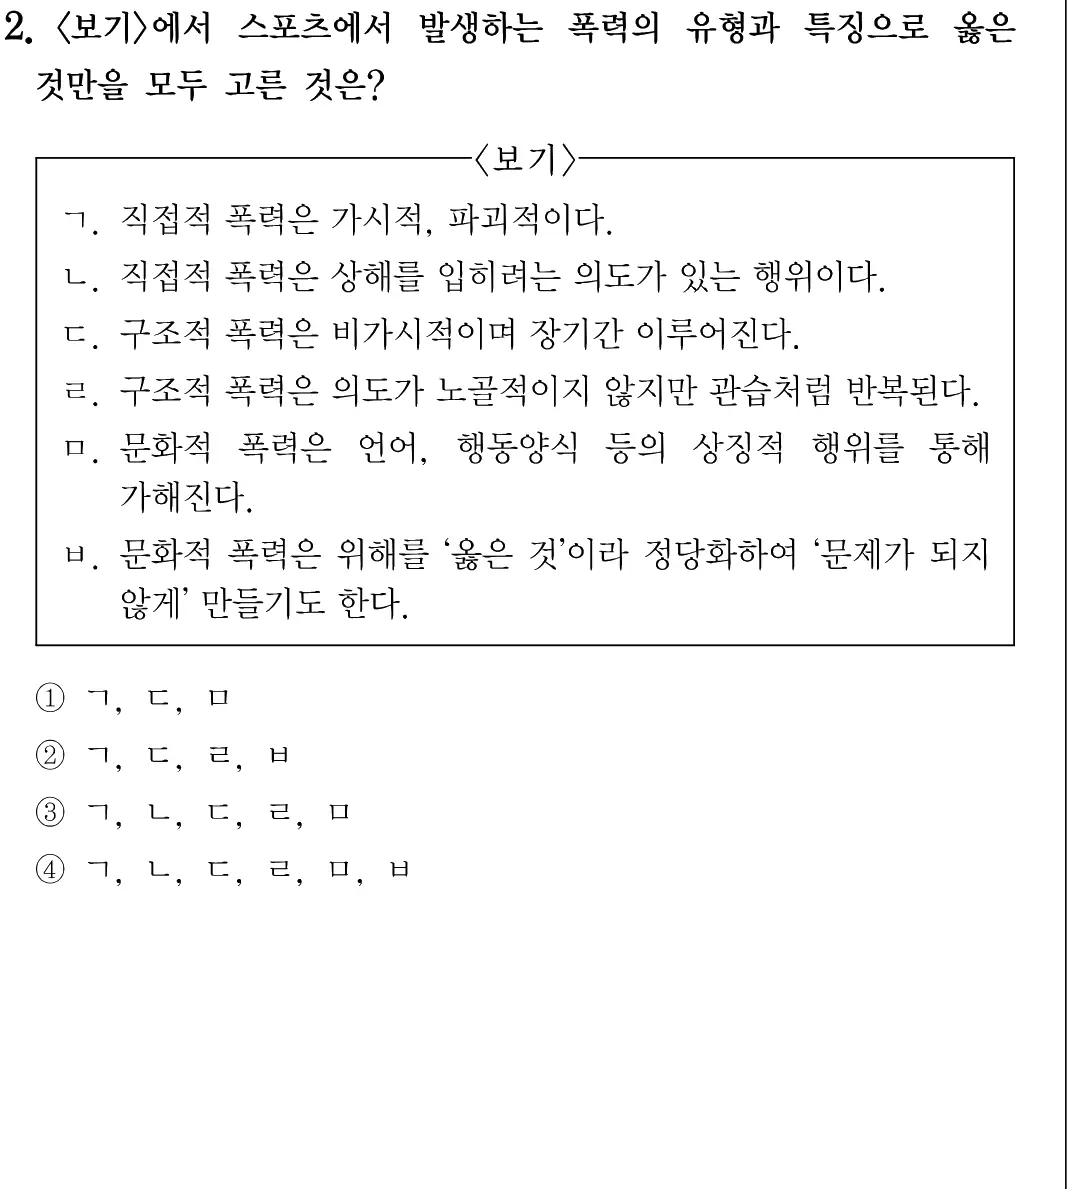 2. 〈보기〉에서 스포츠에서 발생하는 폭력의 유형과 특징으로 옳은
것만을 모두 고른 것은?
〈보기〉
ㄱ. 직접적 폭력은 가시적, 파괴적이다.
ㄴ. 직접적 폭력은 상해를 입히려는 의도가 있는 행위이다.
ㄷ. 구조적 폭력은 비가시적이며 장기간 이루어진다.
ㄹ. 구조적 폭력은 의도가 노골적이지 않지만 관습처럼 반복된다.
ㅁ. 문화적 폭력은 언어, 행동양식 등의 상징적 행위를 통해
가해진다.
ㅂ. 문화적 폭력은 위해를 ‘옳은 것’이라 정당화하여 ‘문제가 되지
않게’ 만들기도 한다.
① ㄱ, ㄷ, ㅁ
② ㄱ, ㄷ, ㄹ, ㅂ
③ ㄱ, ㄴ, ㄷ, ㄹ, ㅁ
④ ㄱ, ㄴ, ㄷ, ㄹ, ㅁ, ㅂ